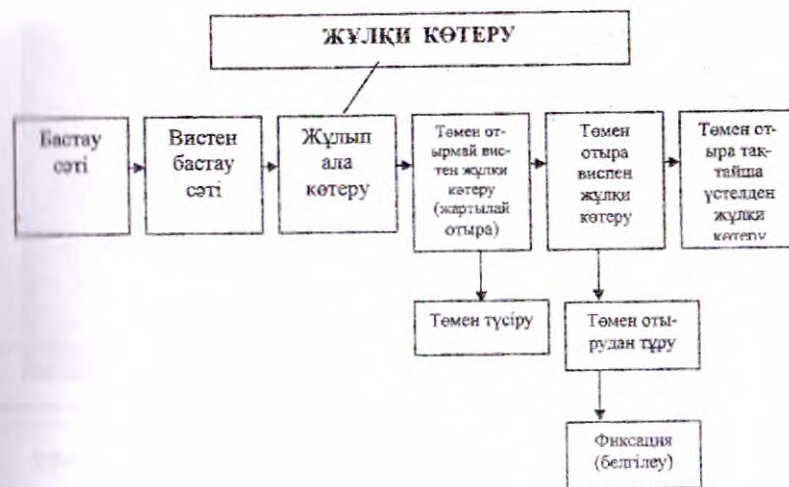 ЖҰЛҚИ КӨТЕРУ
Бастау
сәті
Вистен
бастау
сәті
Жұлып
ала
көтеру
Төмен от-
ырмай вис-
тен жұлқи
көтеру
(жартылай
отыра)
Төмен
отыра
виспен
жұлқи
көтеру
Төмен от-
ыра тақ-
тайша
үстелден
жұлқи
көтеру
Төмен түсіру
Төмен оты-
рудан тұру
Фиксация
(белгілеу)